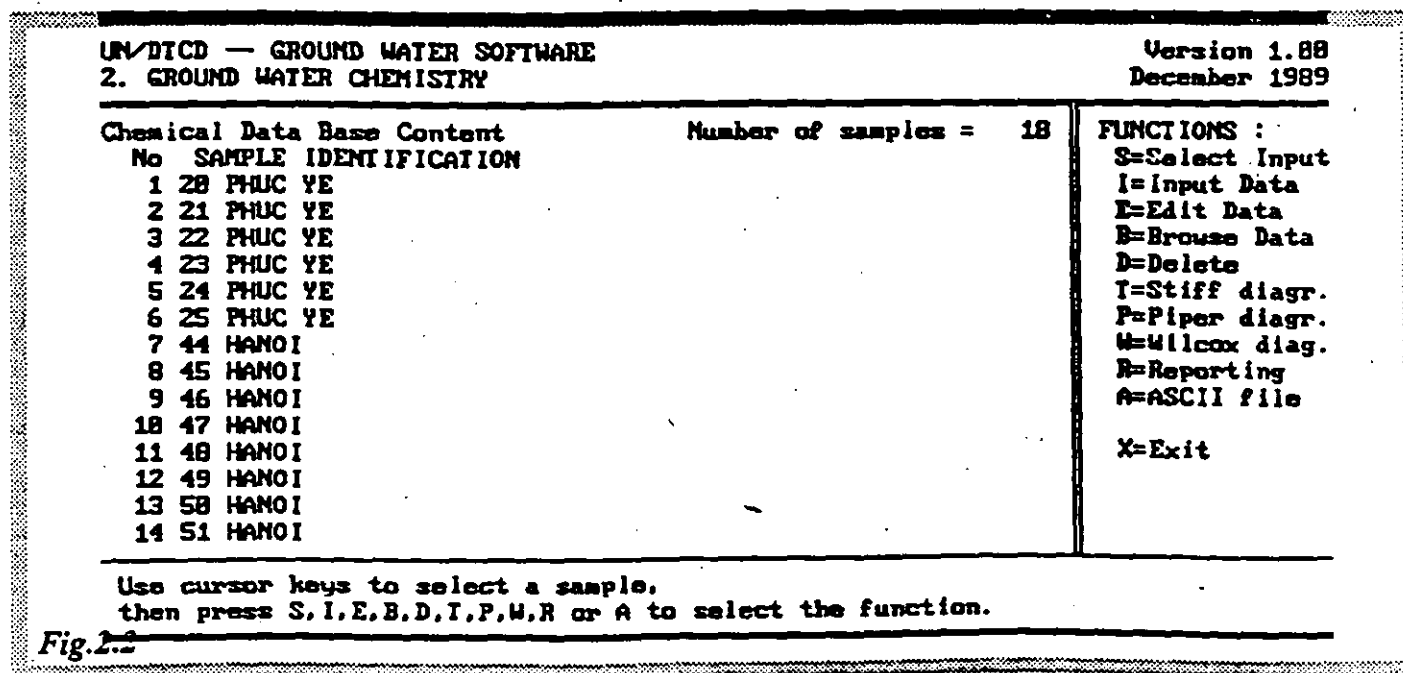 UN/DTCD — GROUND WATER SOFTWARE
Version 1.00
2. GROUND WATER CHEMISTRY
December 1989
Chemical Data Base Content
Number of samples = 18
No SAMPLE IDENTIFICATION
1 20 PHUC YE
2 21 PHUC YE
3 22 PHUC YE
4 23 PHUC YE
5 24 PHUC YE
6 25 PHUC YE
7 44 HANOI
8 45 HANOI
9 46 HANOI
10 47 HANOI
11 48 HANOI
12 49 HANOI
13 50 HANOI
14 51 HANOI
FUNCTIONS :
S=Select Input
I=Input Data
E=Edit Data
B=Browse Data
D=Delete
T=Stiff diagr.
P=Piper diagr.
W=Wilcox diag.
R=Reporting
A=ASCII file
X=Exit
Use cursor keys to select a sample,
then press S,I,E,B,D,T,P,W,R or A to select the function.
Fig.2.2